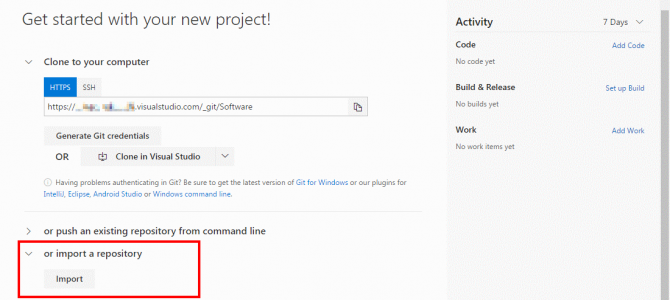 Get started with your new project!
Clone to your computer
HTTPS SSH
https:// .visualstudio.com/_git/Software
Generate Git credentials
OR Clone in Visual Studio
Having problems authenticating in Git? Be sure to get the latest version of Git for Windows or our plugins for
IntelliJ, Eclipse, Android Studio or Windows command line.
or push an existing repository from command line
or import a repository
Import
Activity 7 Days
Code Add Code
No code yet
Build & Release Set up Build
No builds yet
Work Add Work
No work items yet